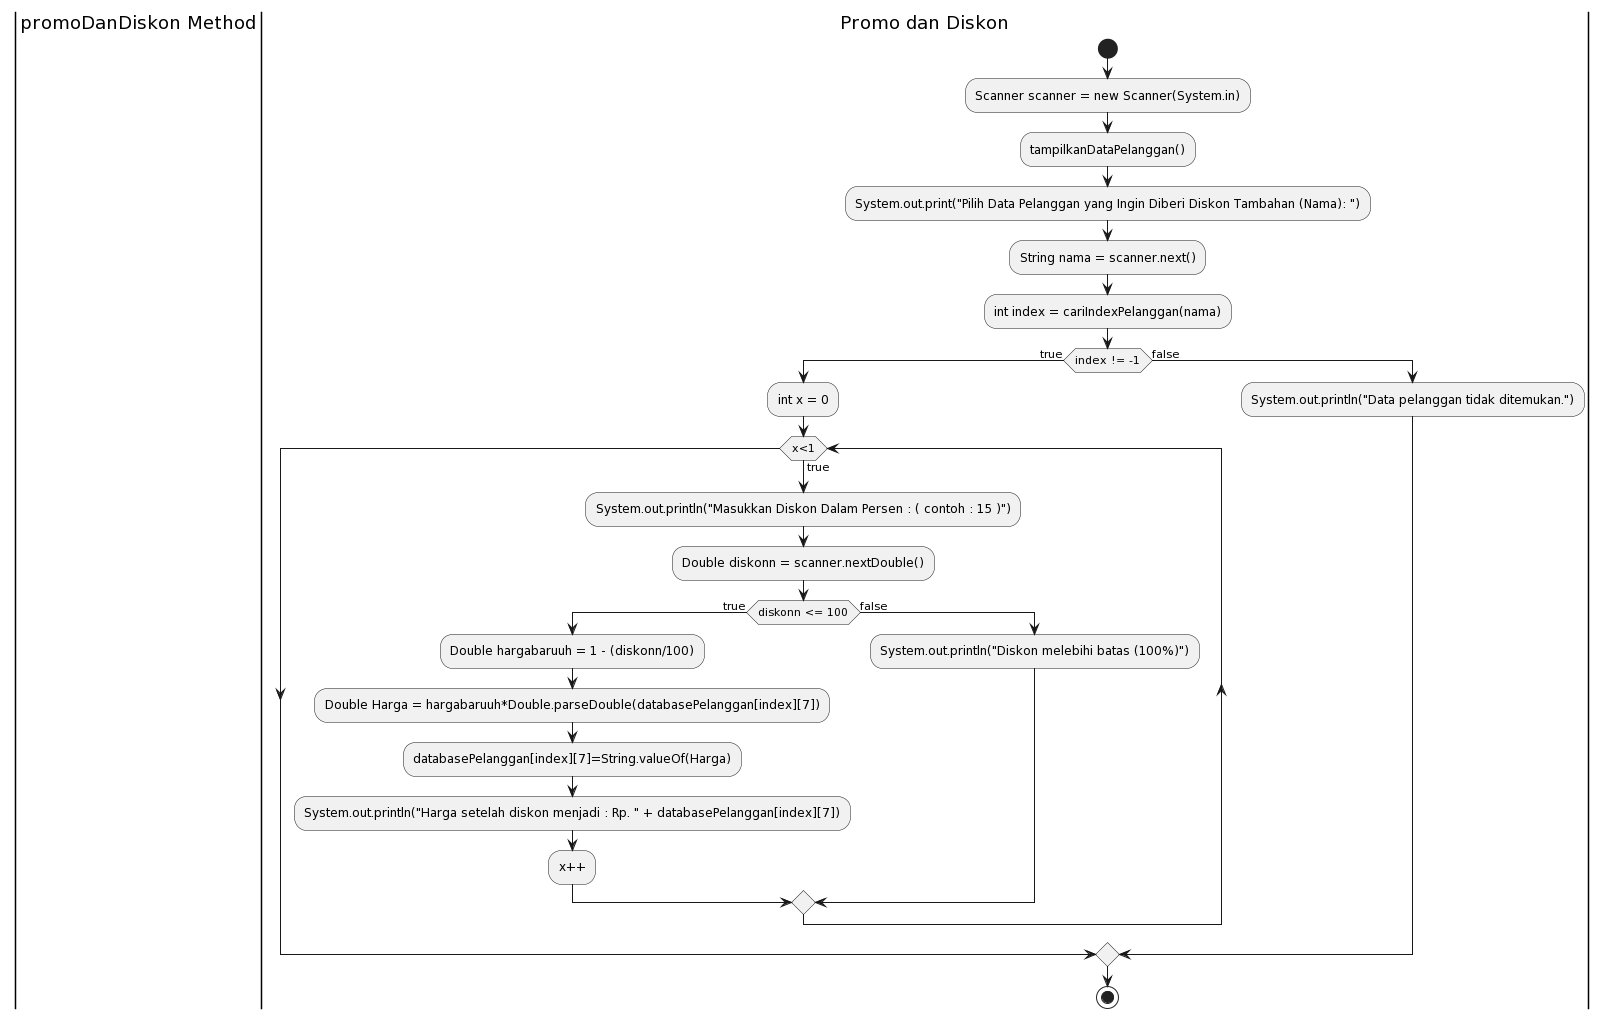 promoDanDiskon Method
Promo dan Diskon
Scanner scanner = new Scanner(System.in)
tampilkanDataPelanggan()
System.out.print("Pilih Data Pelanggan yang Ingin Diberi Diskon Tambahan (Nama): ")
String nama = scanner.next()
int index = cariIndexPelanggan(nama)
true
index != -1
false
int x = 0
System.out.println("Data pelanggan tidak ditemukan.")
x<1
true
System.out.println("Masukkan Diskon Dalam Persen : ( contoh : 15 )")
Double diskonn = scanner.nextDouble()
true
diskonn <= 100
false
Double hargabaruuh = 1 - (diskonn/100)
System.out.println("Diskon melebihi batas (100%)")
Double Harga = hargabaruuh*Double.parseDouble(databasePelanggan[index][7])
databasePelanggan[index][7]=String.valueOf(Harga)
System.out.println("Harga setelah diskon menjadi : Rp. " + databasePelanggan[index][7])
x++